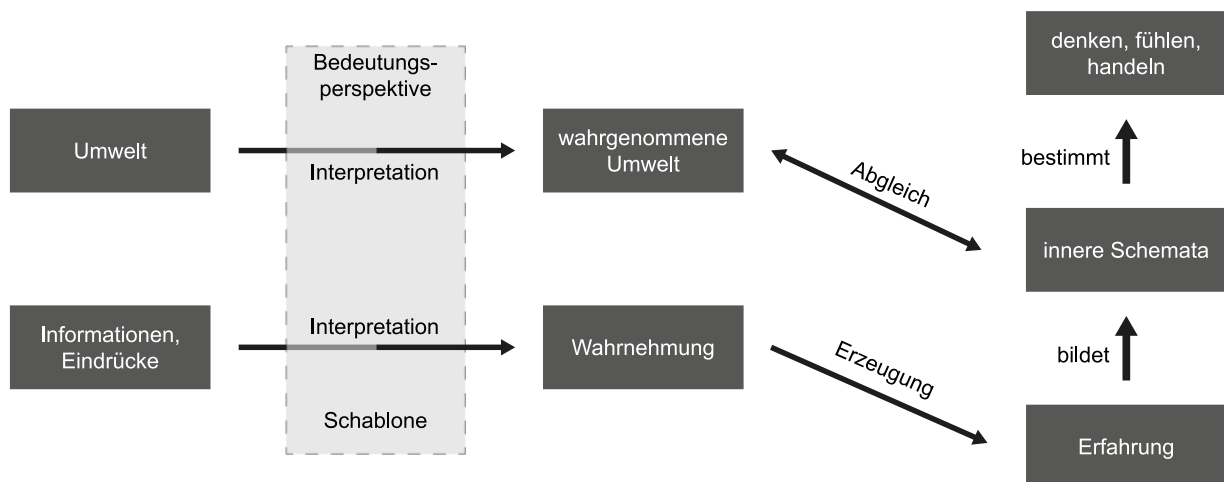 Bedeutungs-
perspektive
denken, fühlen,
handeln
Umwelt
Interpretation
wahrgenommene
Umwelt
bestimmt
Abgleich
innere Schemata
Informationen,
Eindrücke
Interpretation
Wahrnehmung
Erzeugung
bildet
Schablone
Erfahrung